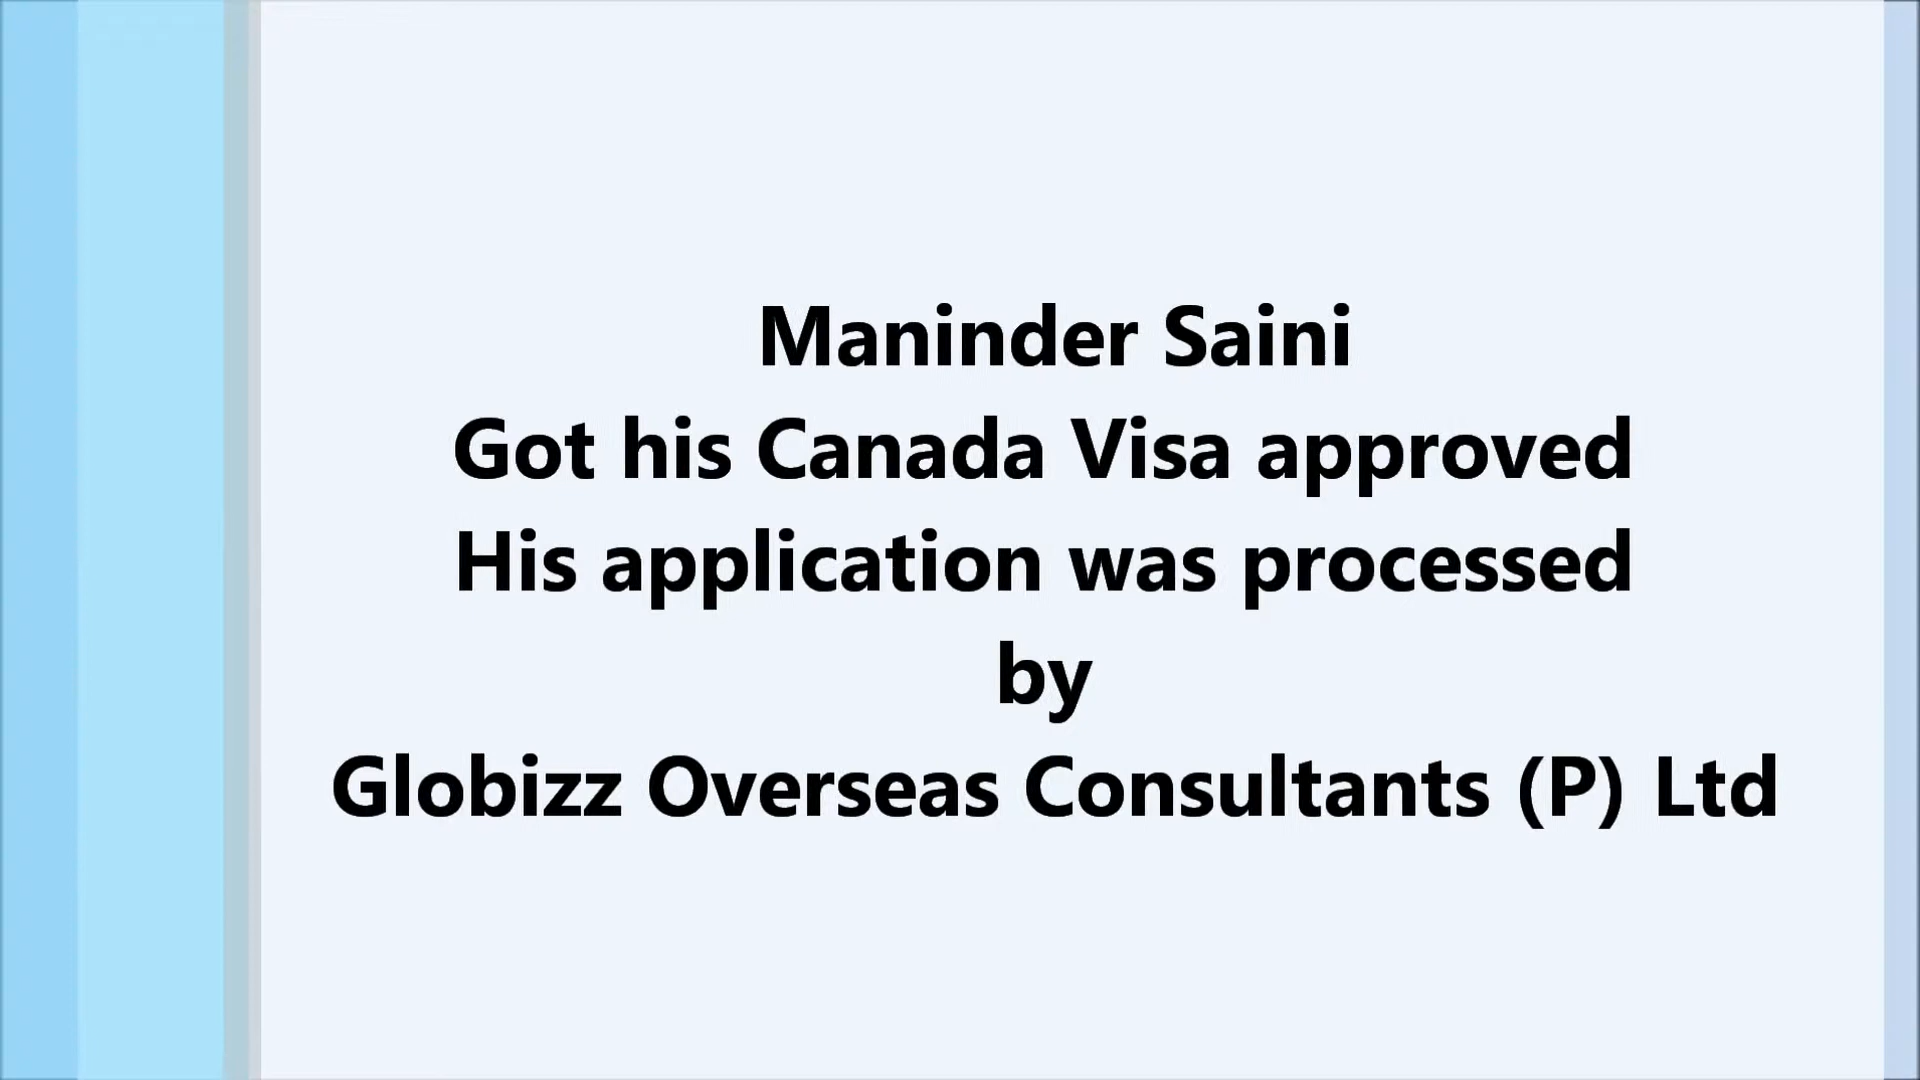 Maninder Saini
Got his Canada Visa approved
His application was processed
by
Globizz Overseas Consultants (P) Ltd